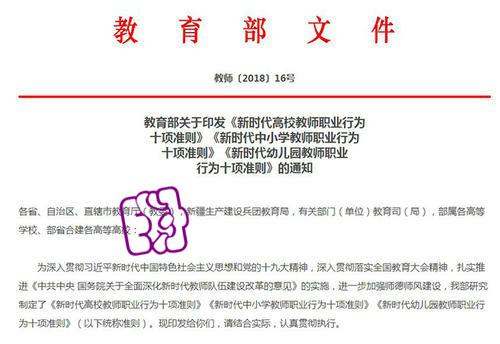 教育部文件
教师〔2018〕16号
教育部关于印发《新时代高校教师职业行为
十项准则》《新时代中小学教师职业行为
十项准则》《新时代幼儿园教师职业
行为十项准则》的通知
各省、自治区、直辖市教育厅（教委），新疆生产建设兵团教育局，有关部门（单位）教育司（局），部属各高等
学校、部省合建各高等高校：
为深入贯彻习近平新时代中国特色社会主义思想和党的十九大精神，深入贯彻落实全国教育大会精神，扎实推
进《中共中央 国务院关于全面深化新时代教师队伍建设改革的意见》的实施，进一步加强师德师风建设，我部研究
制定了《新时代高校教师职业行为十项准则》《新时代中小学教师职业行为十项准则》《新时代幼儿园教师职业行
为十项准则》（以下统称准则）。现印发给你们，请结合实际，认真贯彻执行。